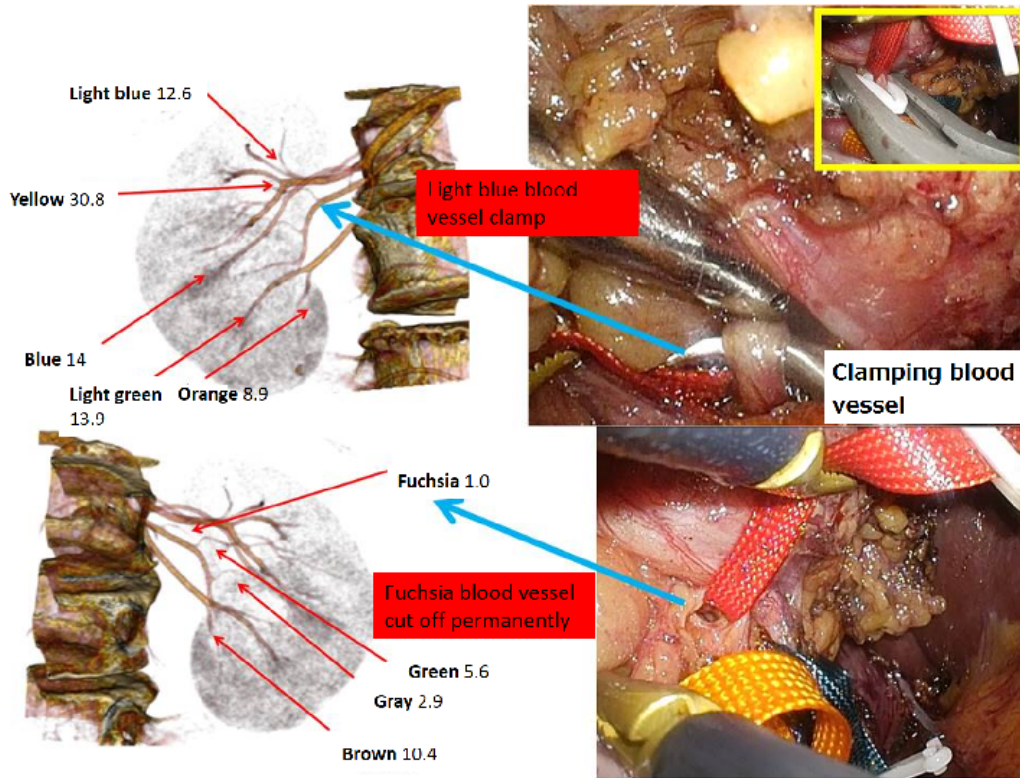 Light blue 12.6
Yellow 30.8
Light blue blood
vessel clamp
Blue 14
Light green
13.9
Orange 8.9
Clamping blood
vessel
Fuchsia 1.0
Fuchsia blood vessel
cut off permanently
Green 5.6
Gray 2.9
Brown 10.4